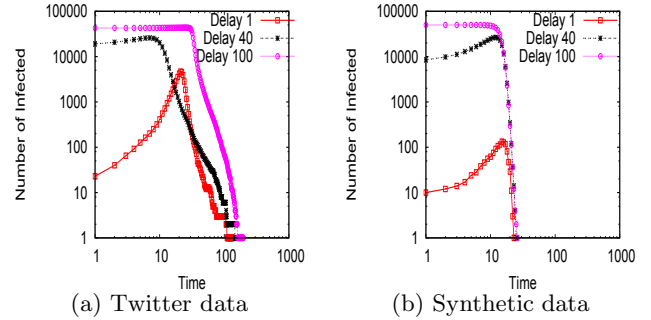 100000
10000
1000
100
10
1
1
10
100
1000
Number of Infected
Time
Delay 1
Delay 40
Delay 100
(a) Twitter data
100000
10000
1000
100
10
1
1
10
100
1000
Number of Infected
Time
Delay 1
Delay 40
Delay 100
(b) Synthetic data